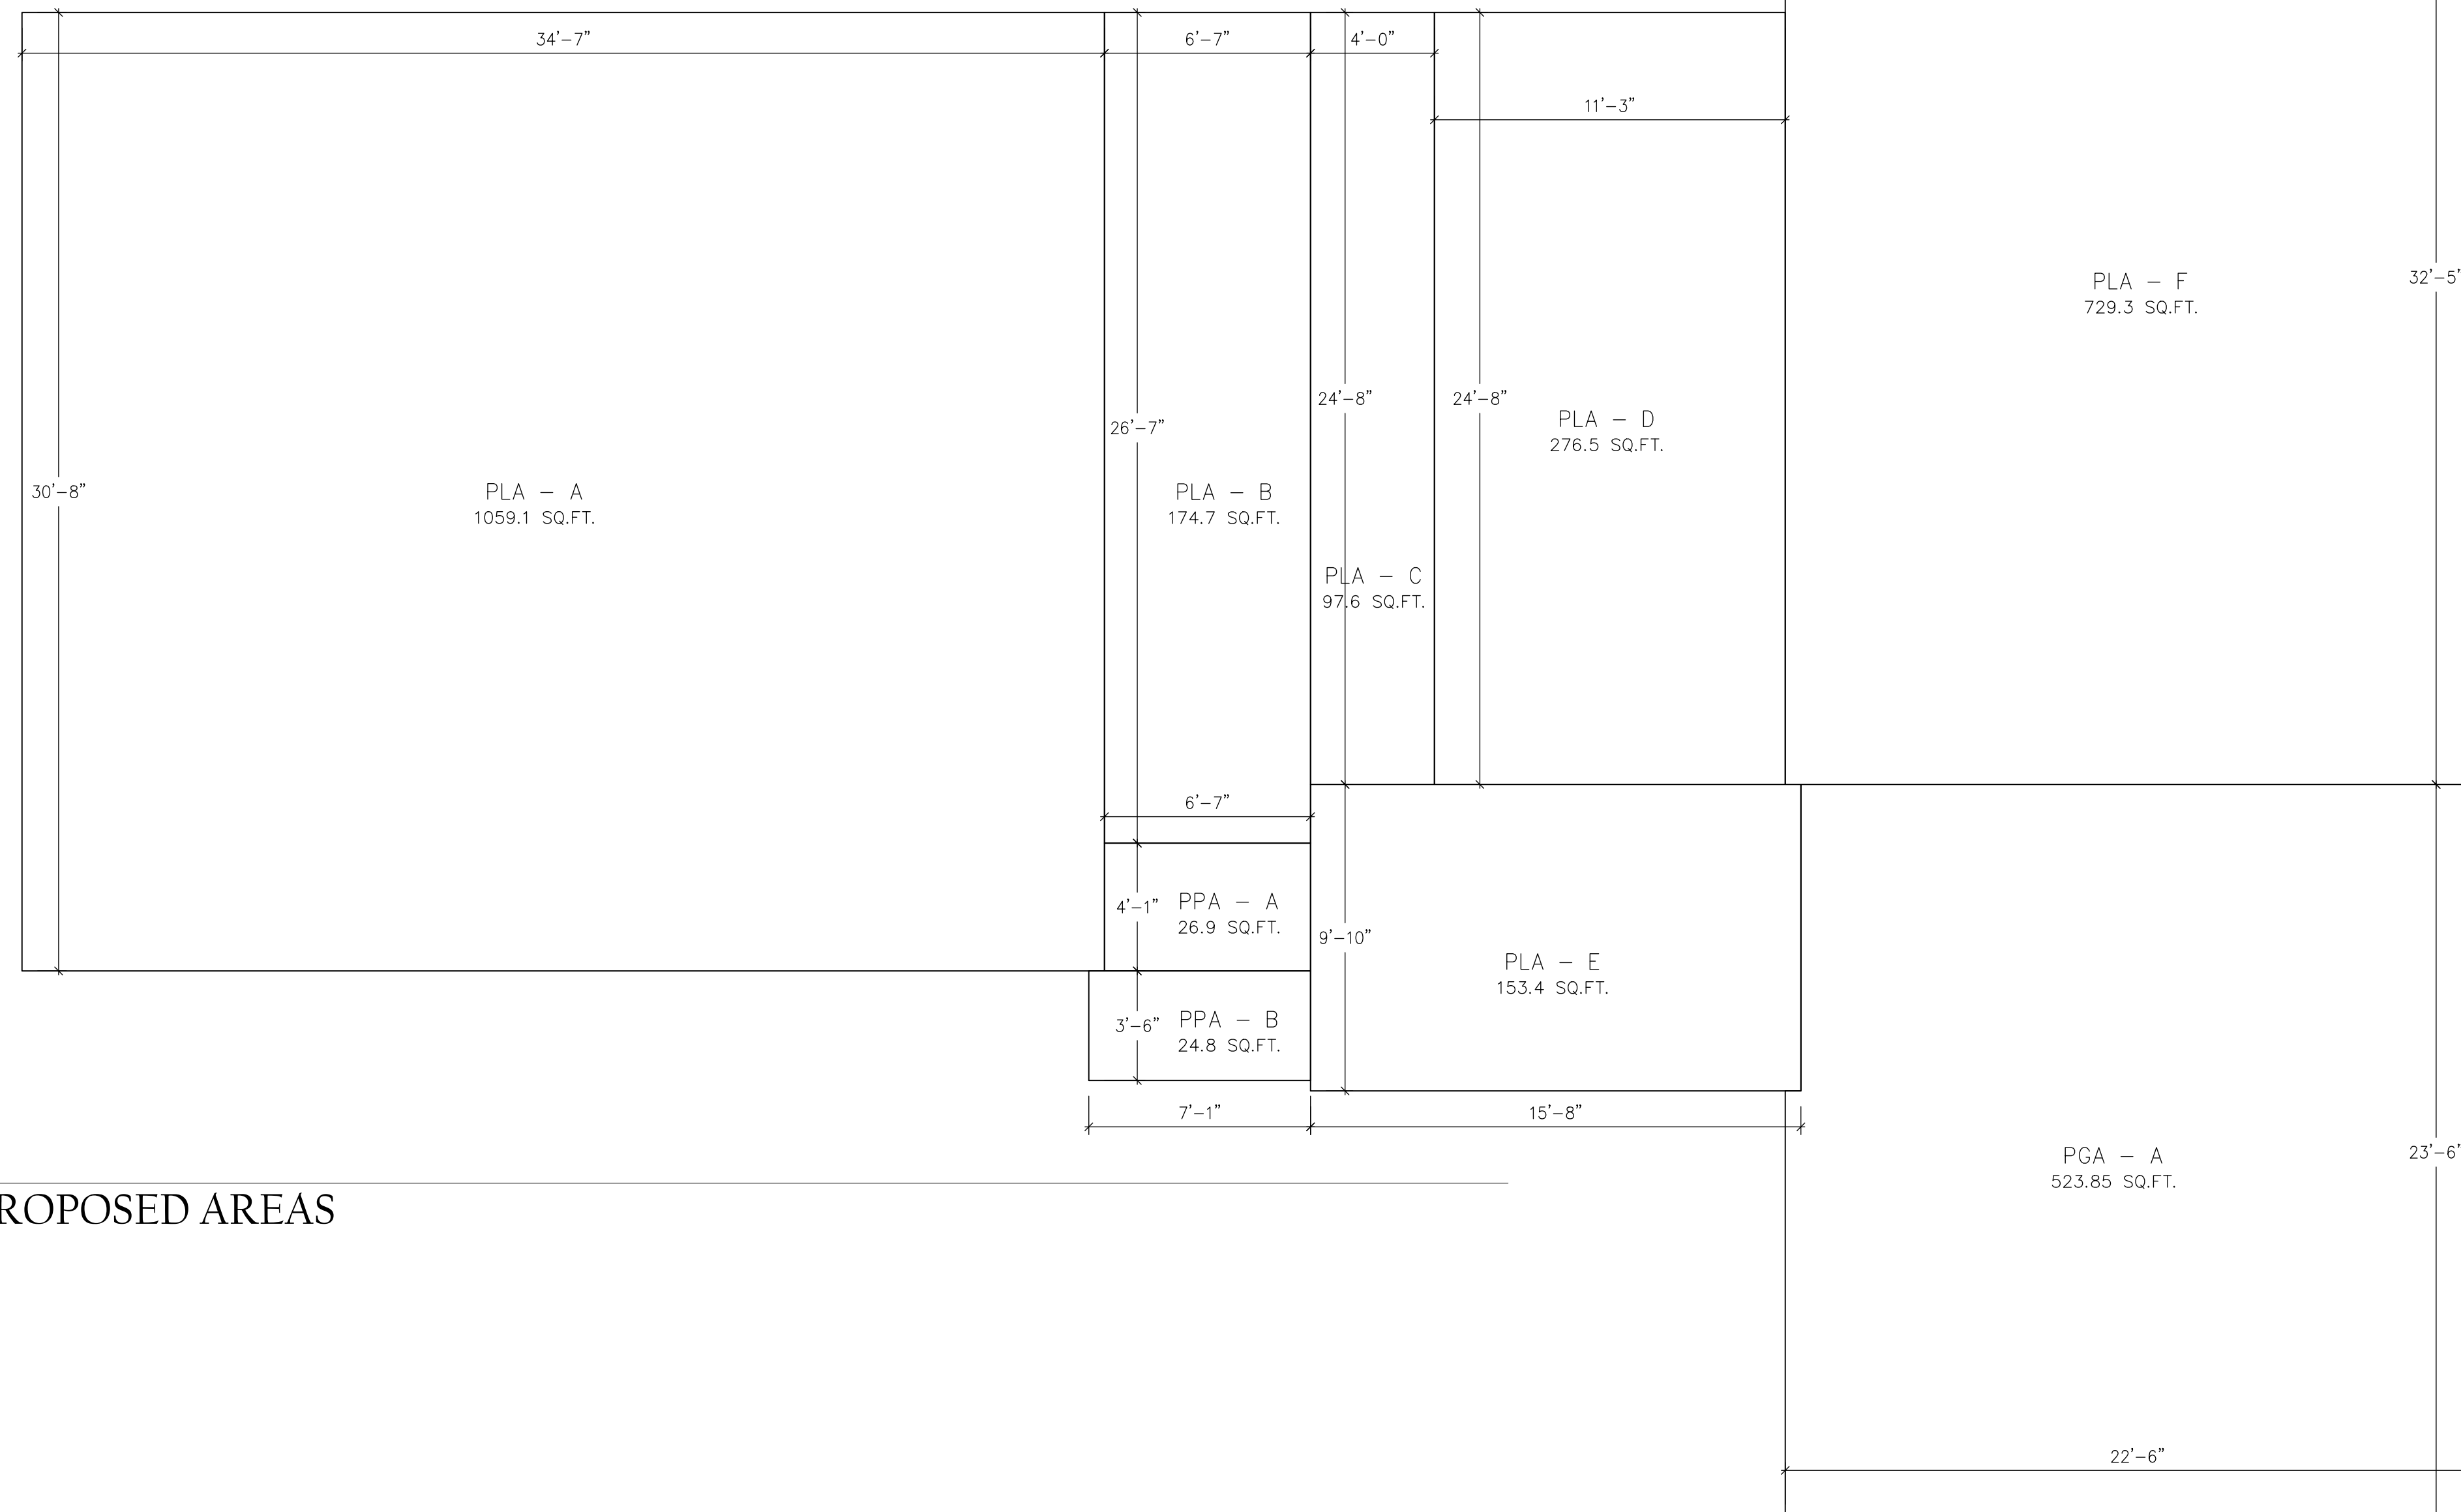 34'-7"
6'-7"
4'-0"
11'-3"
32'-5'
PLA - F
729.3 SQ.FT.
24'-8"
24'-8"
PLA - D
276.5 SQ.FT.
26'-7"
30'-8"
PLA - A
1059.1 SQ.FT.
PLA - B
174.7 SQ.FT.
PLA - C
97.6 SQ.FT.
6'-7"
4'-1"
PPA - A
26.9 SQ.FT.
9'-10"
PLA - E
153.4 SQ.FT.
3'-6"
PPA - B
24.8 SQ.FT.
7'-1"
15'-8"
PGA - A
523.85 SQ.FT.
23'-6'
ROPOSED AREAS
22'-6"